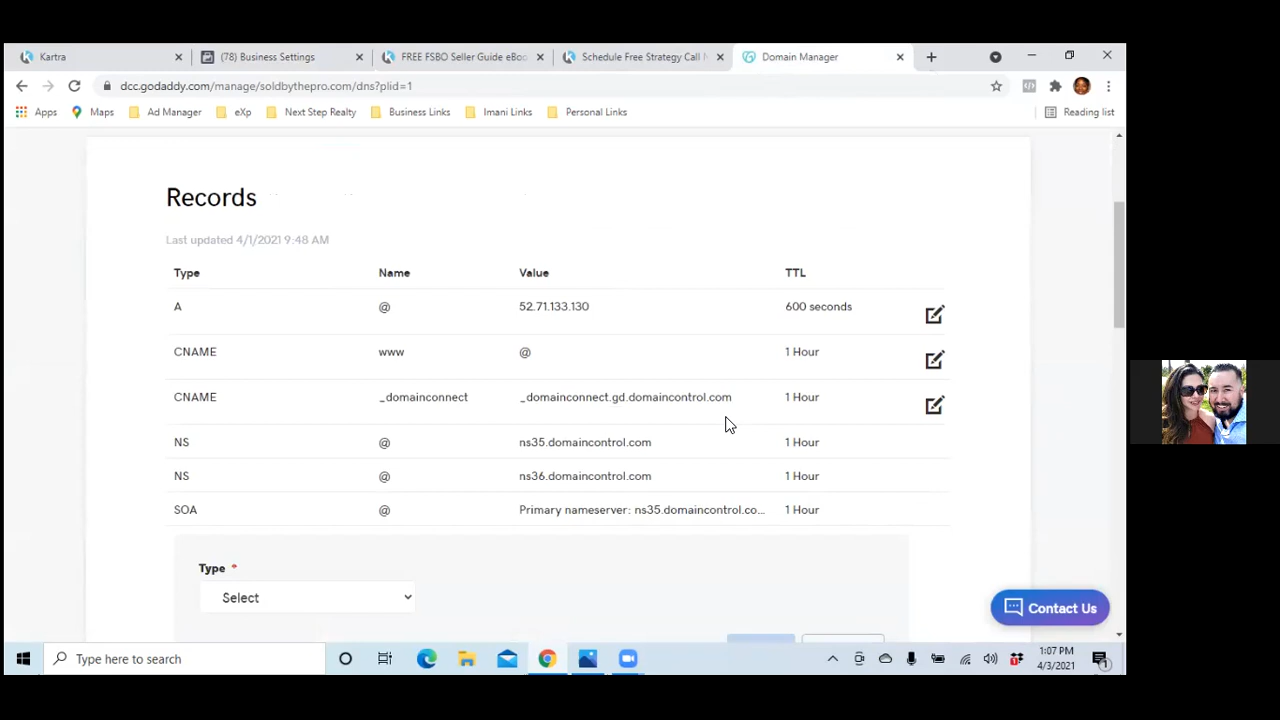 Kartra
(78) Business Settings
FREE FSBO Seller Guide eBoo
Schedule Free Strategy Call N
Domain Manager
dcc.godaddy.com/manage/soldbythepro.com/dns?plid=1
Apps Maps Ad Manager eXp Next Step Realty Business Links Imani Links Personal Links Reading list
Records
Last updated 4/1/2021 9:48 AM
Type Name Value TTL
A @ 52.71.133.130 600 seconds
CNAME www @ 1 Hour
CNAME _domainconnect _domainconnect.gd.domaincontrol.com 1 Hour
NS @ ns35.domaincontrol.com 1 Hour
NS @ ns36.domaincontrol.com 1 Hour
SOA @ Primary nameserver: ns35.domaincontrol.co... 1 Hour
Type *
Select
Contact Us
Type here to search
1:07 PM
4/3/2021
1